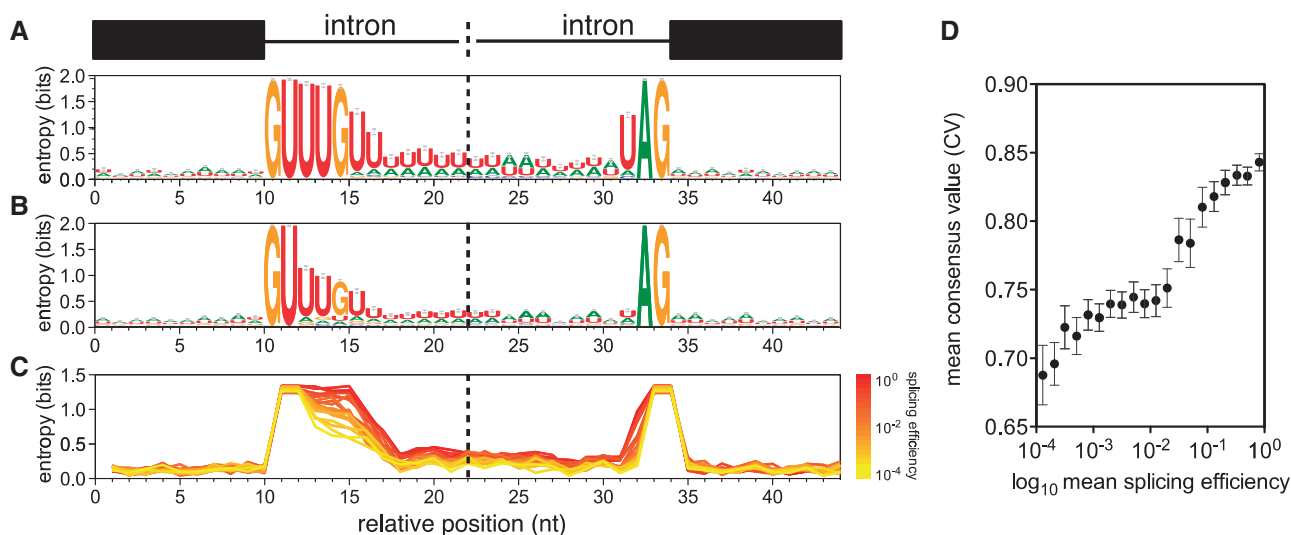 A
intron
intron
entropy (bits)
2.0
1.5
1.0
0.5
0.0
GUUUGUU
UAG
0 5 10 15 20 25 30 35 40
B
entropy (bits)
2.0
1.5
1.0
0.5
0.0
GUUUGUU
AG
0 5 10 15 20 25 30 35 40
C
entropy (bits)
1.5
1.0
0.5
0.0
0 5 10 15 20 25 30 35 40
relative position (nt)
10⁰
10⁻²
10⁻⁴
splicing efficiency
D
mean consensus value (CV)
0.90
0.85
0.80
0.75
0.70
0.65
10⁻⁴ 10⁻³ 10⁻² 10⁻¹ 10⁰
log₁₀ mean splicing efficiency